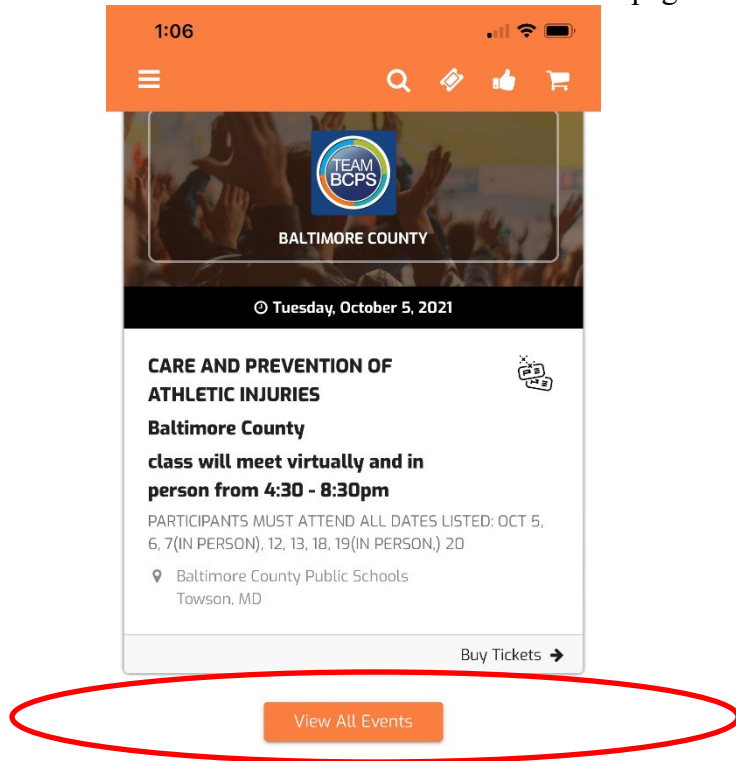 pag
1:06
TEAM
BCPS
BALTIMORE COUNTY
Tuesday, October 5, 2021
CARE AND PREVENTION OF
ATHLETIC INJURIES
Baltimore County
class will meet virtually and in
person from 4:30 - 8:30pm
PARTICIPANTS MUST ATTEND ALL DATES LISTED: OCT 5,
6, 7(IN PERSON), 12, 13, 18, 19(IN PERSON,) 20
Baltimore County Public Schools
Towson, MD
Buy Tickets
View All Events